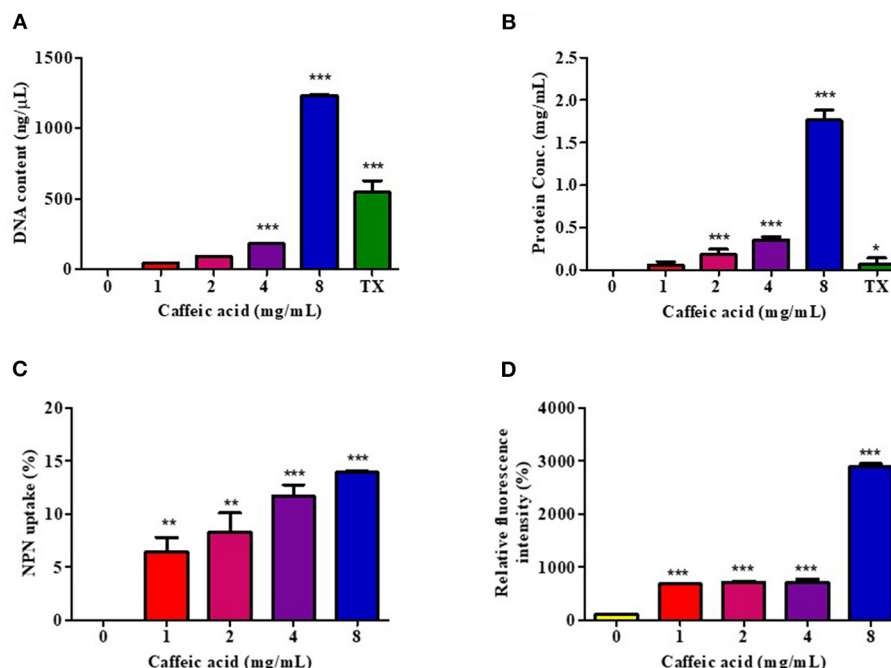 A
DNA content (ng/μL)
1500
1000
500
0
***
***
***
0 1 2 4 8 TX
Caffeic acid (mg/mL)
B
Protein Conc. (mg/mL)
2.5
2.0
1.5
1.0
0.5
0.0
***
***
***
*
0 1 2 4 8 TX
Caffeic acid (mg/mL)
C
NPN uptake (%)
20
15
10
5
0
**
**
***
***
0 1 2 4 8
Caffeic acid (mg/mL)
D
Relative fluorescence
intensity (%)
4000
3000
2000
1000
0
***
***
***
***
0 1 2 4 8
Caffeic acid (mg/mL)